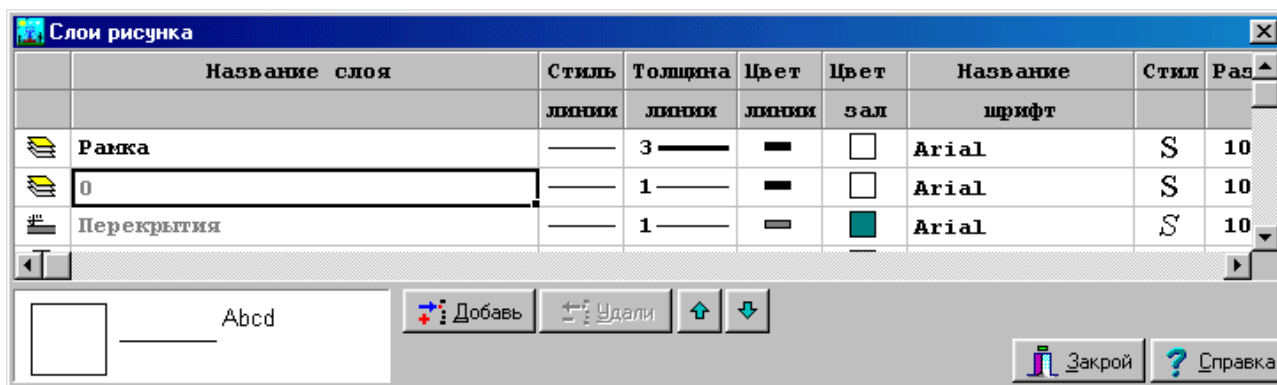 Слои рисунка
Название слоя Стиль Толщина Цвет Цвет Название Стил Раз
линии линии линии зал шрифт
Рамка 3 Arial S 10
0 1 Arial S 10
Перекрытия 1 Arial S 10
Abcd Добавь Удали
Закрой Справка